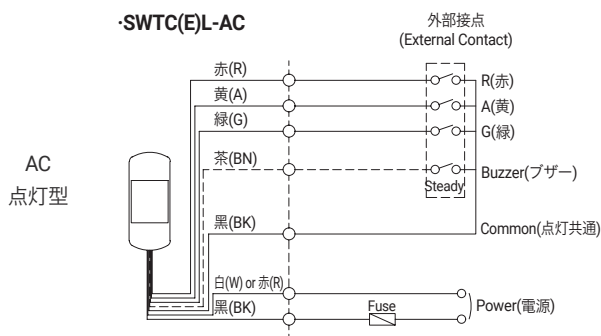 ·SWTC(E)L-AC
外部接点
(External Contact)
赤(R)
R(赤)
黄(A)
A(黄)
緑(G)
G(緑)
AC
点灯型
茶(BN)
Steady
Buzzer(ブザー)
黒(BK)
Common(点灯共通)
白(W) or 赤(R)
黒(BK)
Fuse
Power(電源)